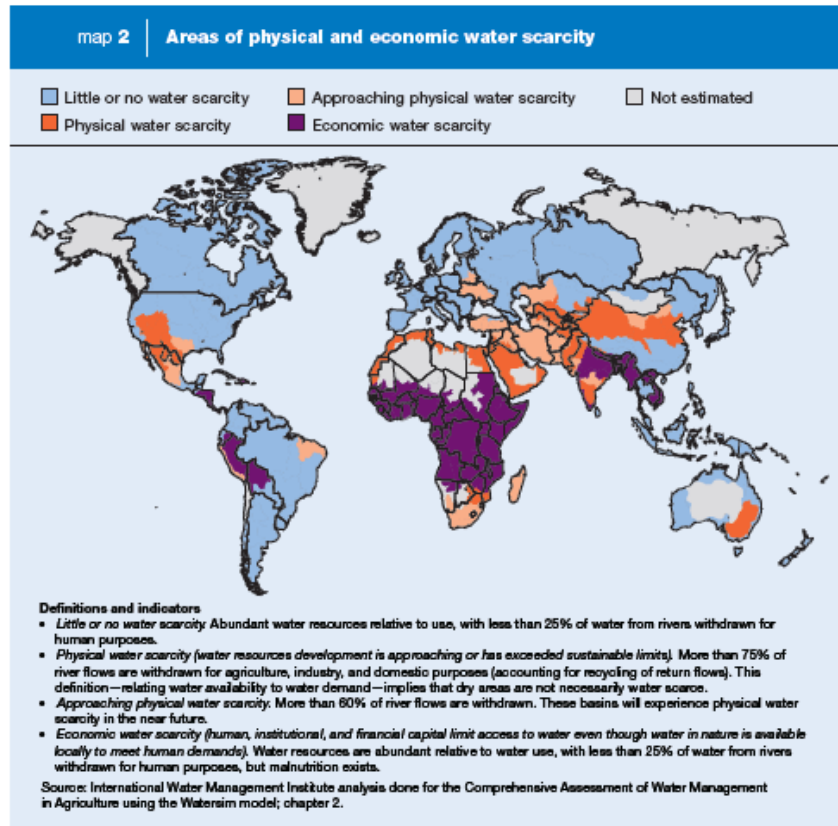 map 2 Areas of physical and economic water scarcity
Little or no water scarcity Approaching physical water scarcity Not estimated
Physical water scarcity Economic water scarcity
Definitions and indicators
• Little or no water scarcity. Abundant water resources relative to use, with less than 25% of water from rivers withdrawn for
human purposes.
• Physical water scarcity (water resources development is approaching or has exceeded sustainable limits). More than 75% of
river flows are withdrawn for agriculture, industry, and domestic purposes (accounting for recycling of return flows). This
definition—relating water availability to water demand—implies that dry areas are not necessarily water scarce.
• Approaching physical water scarcity. More than 60% of river flows are withdrawn. These basins will experience physical water
scarcity in the near future.
• Economic water scarcity (human, institutional, and financial capital limit access to water even though water in nature is available
locally to meet human demands). Water resources are abundant relative to water use, with less than 25% of water from rivers
withdrawn for human purposes, but malnutrition exists.
Source: International Water Management Institute analysis done for the Comprehensive Assessment of Water Management
in Agriculture using the Watersim model; chapter 2.